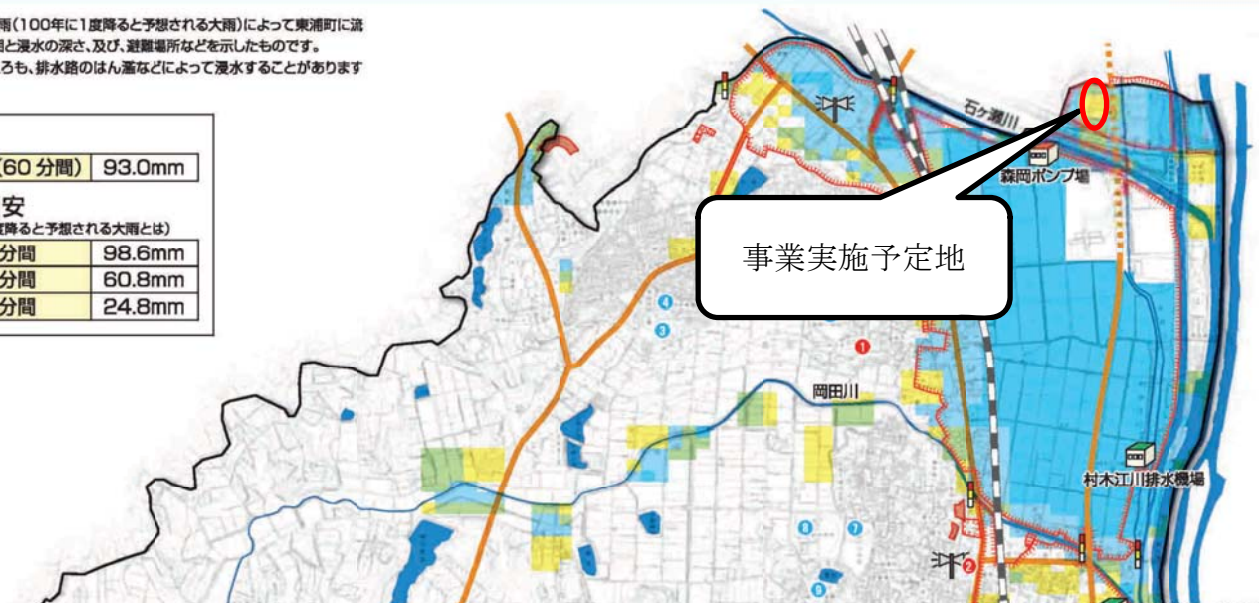 雨(100年に1度降ると予想される大雨)によって東浦町に流
と浸水の深さ、及び、避難場所などを示したものです。
ろも、排水路のはん濫などによって浸水することがあります
(60分間) 93.0mm
安
度降ると予想される大雨とは)
分間 98.6mm
分間 60.8mm
分間 24.8mm
石ヶ瀬川
森岡ポンプ場
事業実施予定地
4
3
1
岡田川
村木江川排水機場
8
7
2